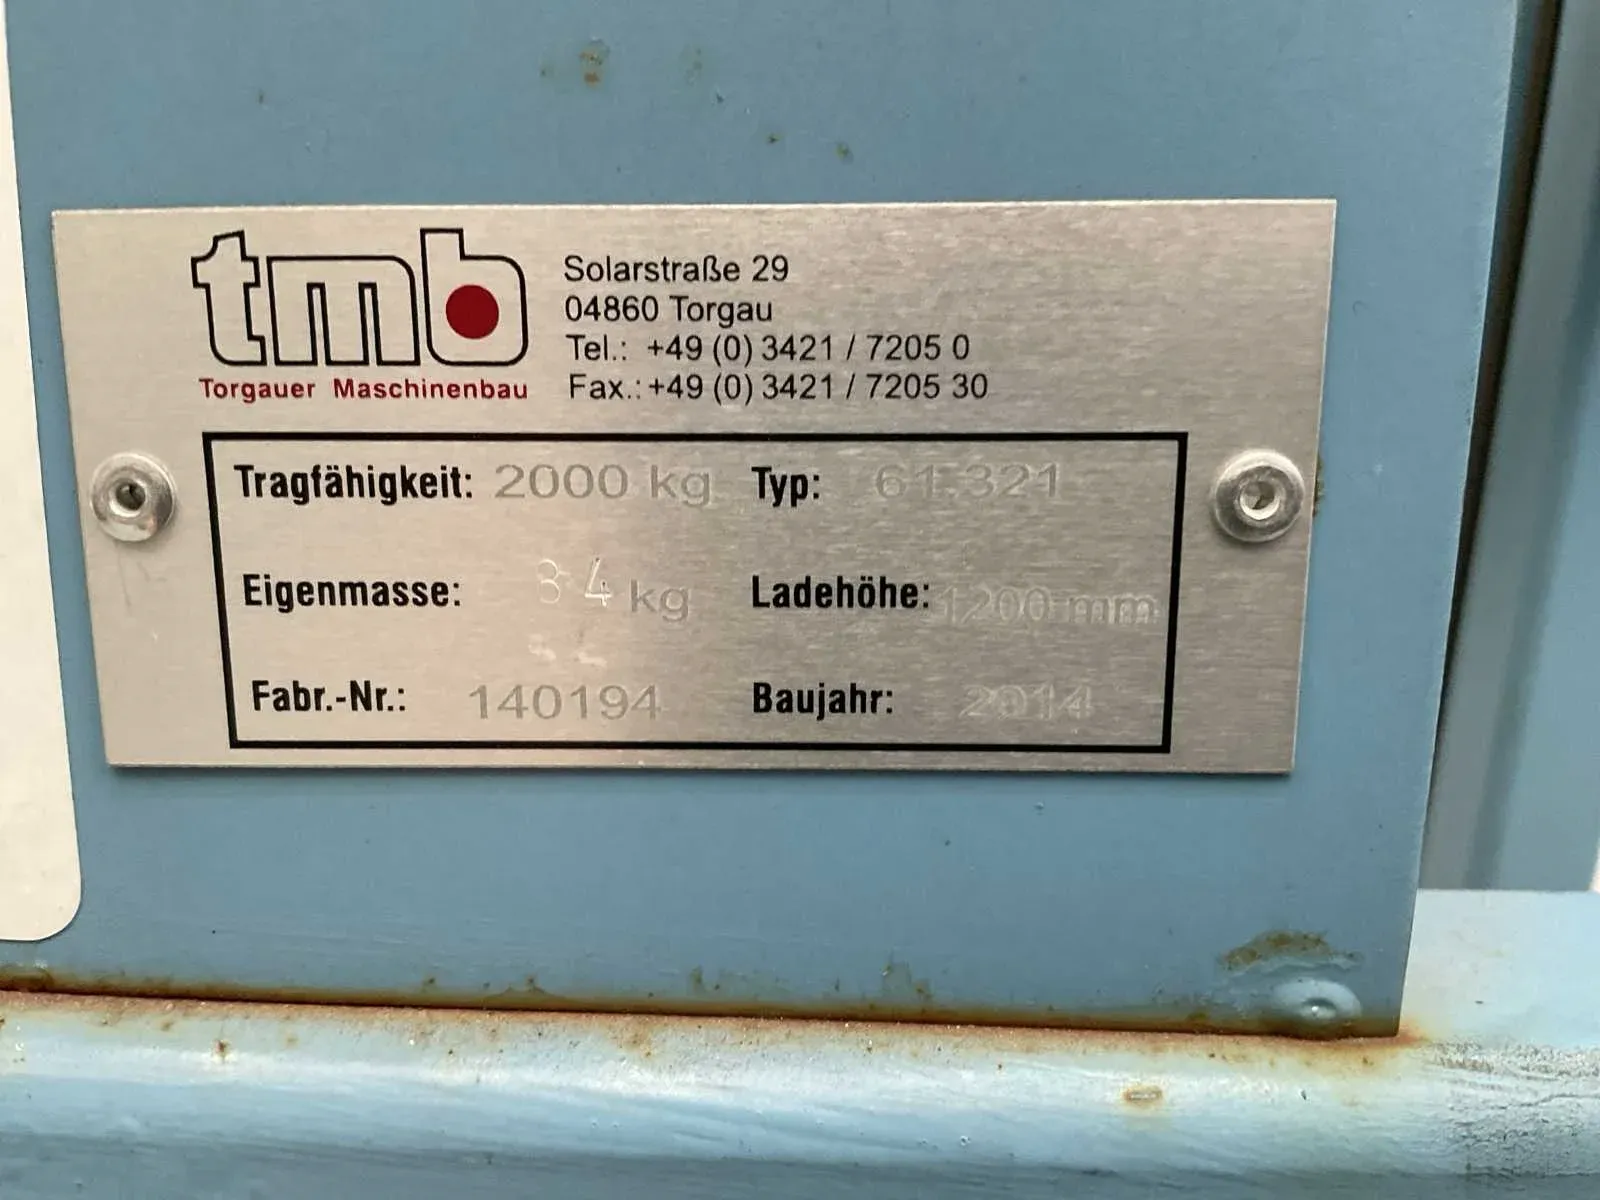 tmb
Torgauer Maschinenbau
Solarstraße 29
04860 Torgau
Tel.: +49 (0) 3421 / 7205 0
Fax.: +49 (0) 3421 / 7205 30
Tragfähigkeit: 2000 kg Typ: 61.321
Eigenmasse: 84 kg Ladehöhe: 1200 mm
Fabr.-Nr.: 140194 Baujahr: 2014